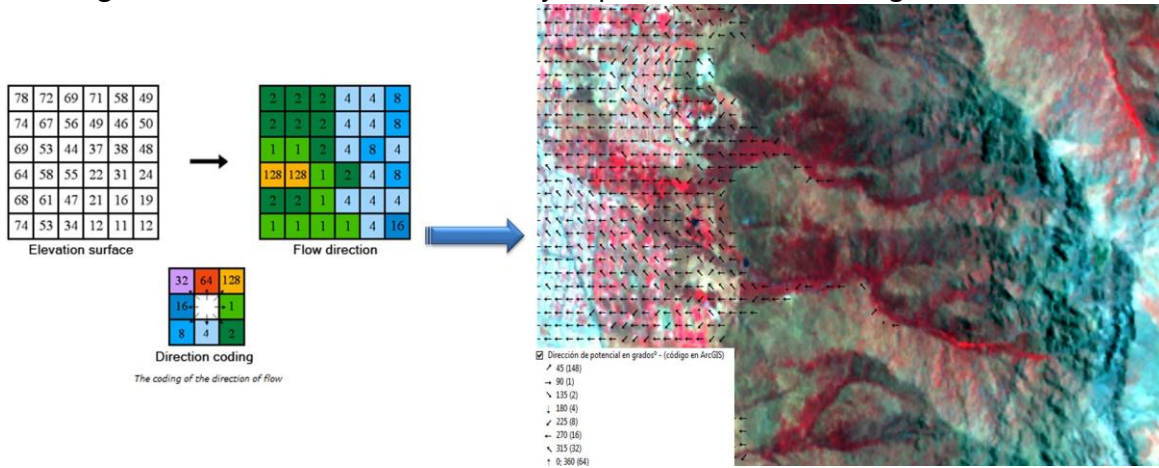 78 72 69 71 58 49
74 67 56 49 46 50
69 53 44 37 38 48
64 58 55 22 31 24
68 61 47 21 16 19
74 53 34 12 11 12
Elevation surface
2 2 2 4 4 8
2 2 2 4 4 8
1 1 2 4 8 4
128 128 1 2 4 8
2 2 1 4 4 4
1 1 1 1 4 16
Flow direction
32 64 128
16 1
8 4 2
Direction coding
The coding of the direction of flow
Dirección de potencial en gradosº - (código en ArcGIS)
45 (148)
90 (1)
135 (2)
180 (4)
225 (8)
270 (16)
315 (32)
0; 360 (64)